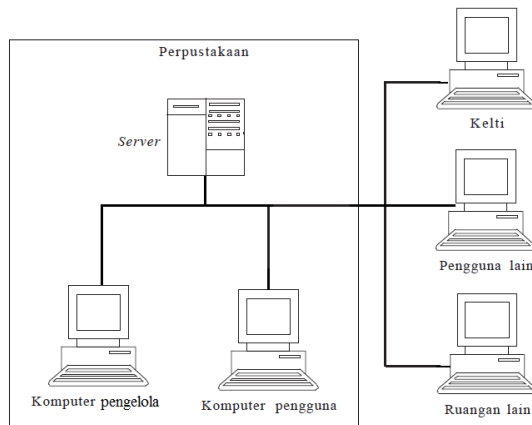 Perpustakaan
Server
Kelti
Pengguna lain
Komputer pengelola
Komputer pengguna
Ruangan lain